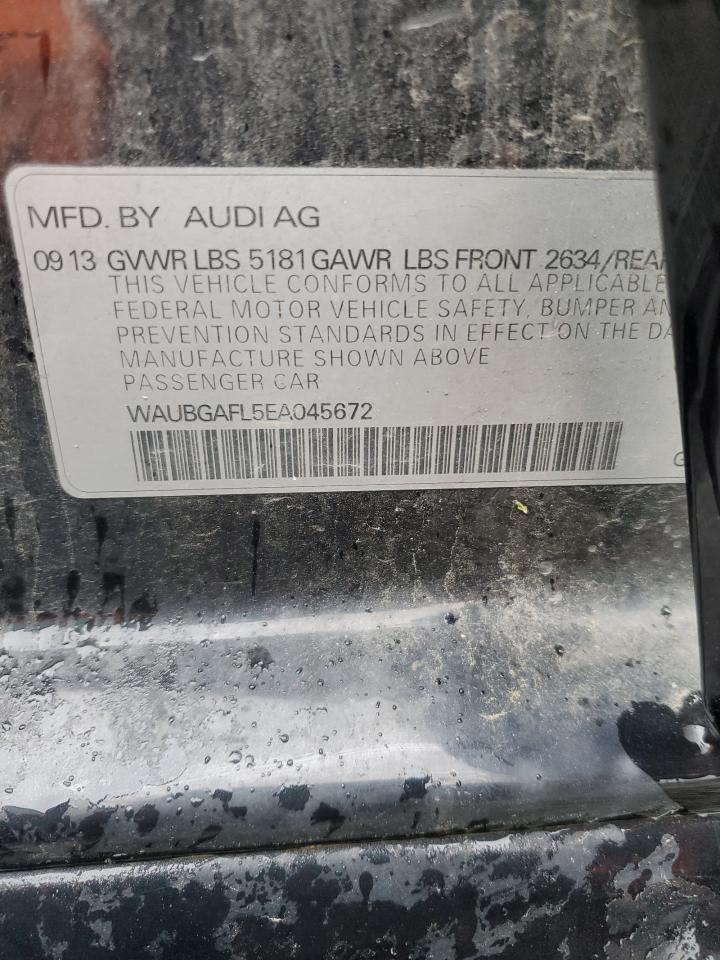 MFD. BY AUDI AG
09 13 GVWR LBS 5181 GAWR LBS FRONT 2634/REAR
THIS VEHICLE CONFORMS TO ALL APPLICABLE
FEDERAL MOTOR VEHICLE SAFETY, BUMPER AN
PREVENTION STANDARDS IN EFFECT ON THE DA
MANUFACTURE SHOWN ABOVE
PASSENGER CAR
WAUBGAFL5EA045672